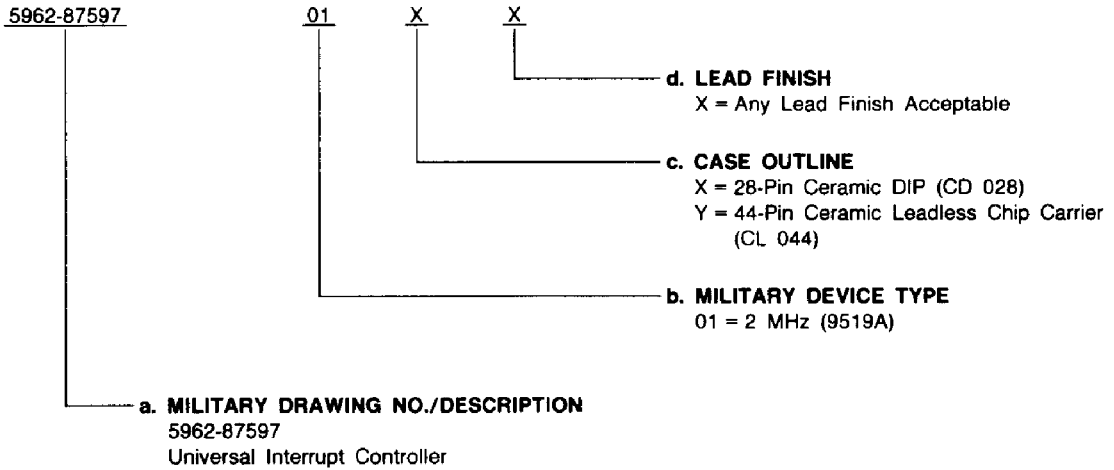 5962-87597 01 X X
d. LEAD FINISH
X = Any Lead Finish Acceptable
c. CASE OUTLINE
X = 28-Pin Ceramic DIP (CD 028)
Y = 44-Pin Ceramic Leadless Chip Carrier
(CL 044)
b. MILITARY DEVICE TYPE
01 = 2 MHz (9519A)
a. MILITARY DRAWING NO./DESCRIPTION
5962-87597
Universal Interrupt Controller